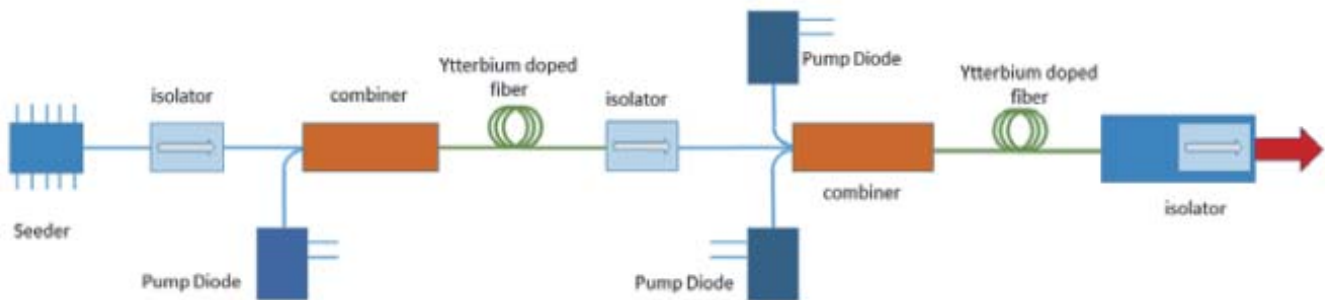 Pump Diode
Ytterbium doped
fiber
Ytterbium doped
fiber
isolator
combiner
isolator
combiner
isolator
Seeder
Pump Diode
Pump Diode